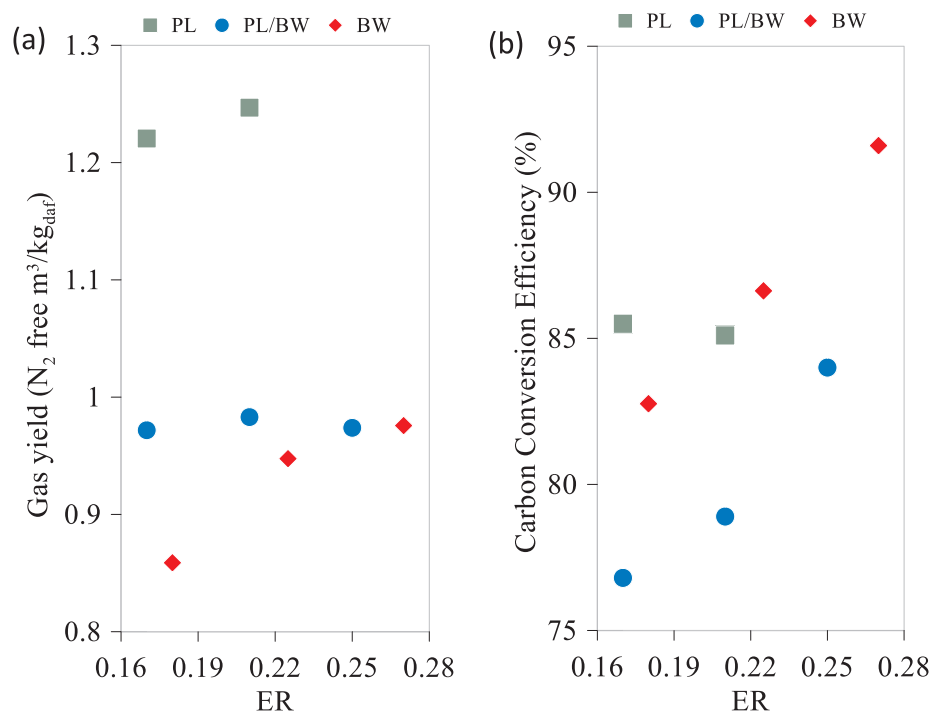 (a)
PL PL/BW BW
Gas yield (N₂ free m³/kg_daf)
1.3
1.2
1.1
1
0.9
0.8
0.16 0.19 0.22 0.25 0.28
ER
(b)
PL PL/BW BW
Carbon Conversion Efficiency (%)
95
90
85
80
75
0.16 0.19 0.22 0.25 0.28
ER